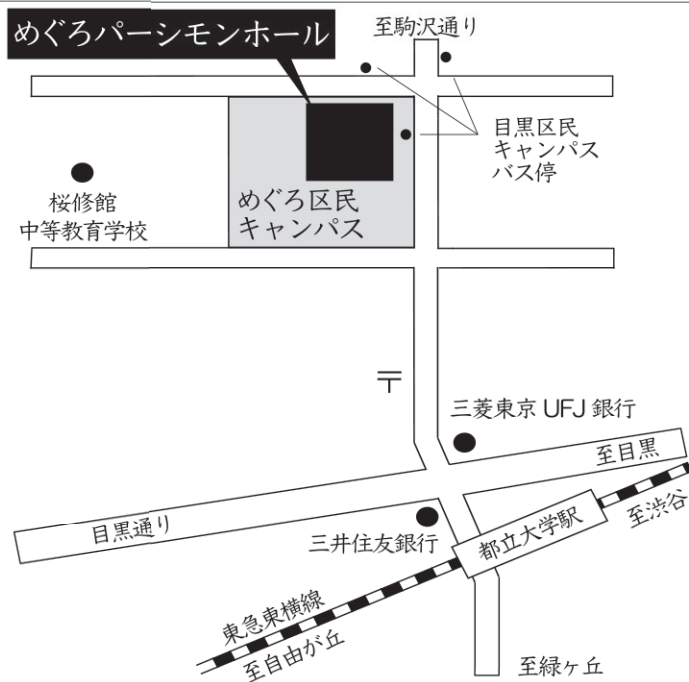 めぐろパーシモンホール
至駒沢通り
目黒区民
キャンパス
バス停
桜修館
中等教育学校
めぐろ区民
キャンパス
〒
三菱東京 UFJ 銀行
至目黒
目黒通り
三井住友銀行
都立大学駅
至渋谷
東急東横線
至自由が丘
至緑ヶ丘